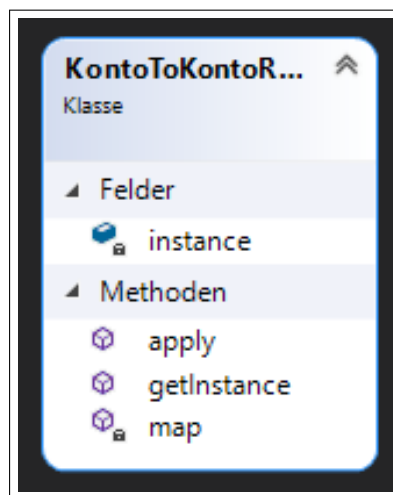 KontoToKontoR...
Klasse
Felder
instance
Methoden
apply
getInstance
map